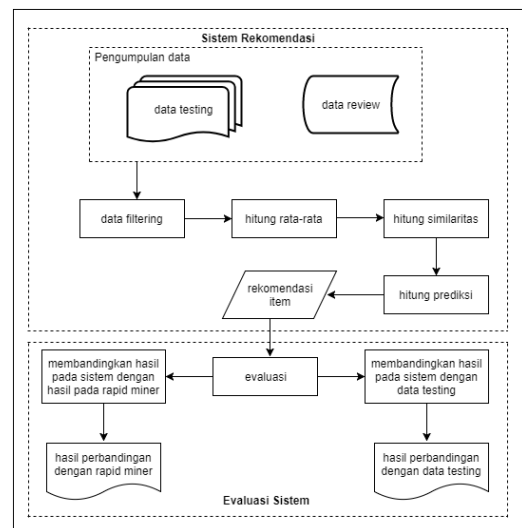 Sistem Rekomendasi
Pengumpulan data
data testing
data review
data filtering
hitung rata-rata
hitung similaritas
rekomendasi
item
hitung prediksi
membandingkan hasil
pada sistem dengan
hasil pada rapid miner
evaluasi
membandingkan hasil
pada sistem dengan
data testing
hasil perbandingan
dengan rapid miner
hasil perbandingan
dengan data testing
Evaluasi Sistem